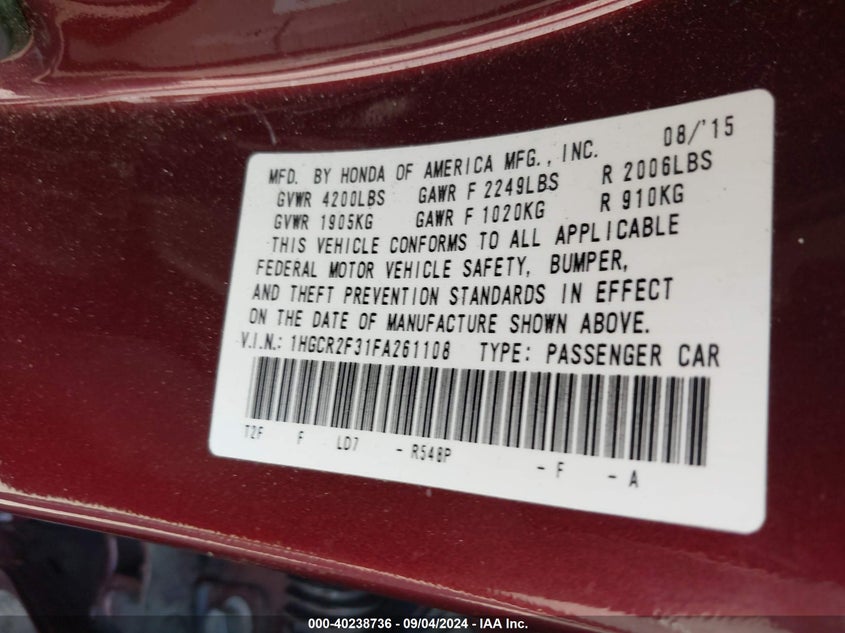 08/'15
MFD. BY HONDA OF AMERICA MFG., INC.
GVWR 4200LBS GAWR F 2249LBS R 2006LBS
GVWR 1905KG GAWR F 1020KG R 910KG
THIS VEHICLE CONFORMS TO ALL APPLICABLE
FEDERAL MOTOR VEHICLE SAFETY, BUMPER,
AND THEFT PREVENTION STANDARDS IN EFFECT
ON THE DATE OF MANUFACTURE SHOWN ABOVE.
V.I.N.: 1HGCR2F31FA261108 TYPE: PASSENGER CAR
T2F F LD7 - R548P - F - A
000-40238736 - 09/04/2024 - IAA Inc.